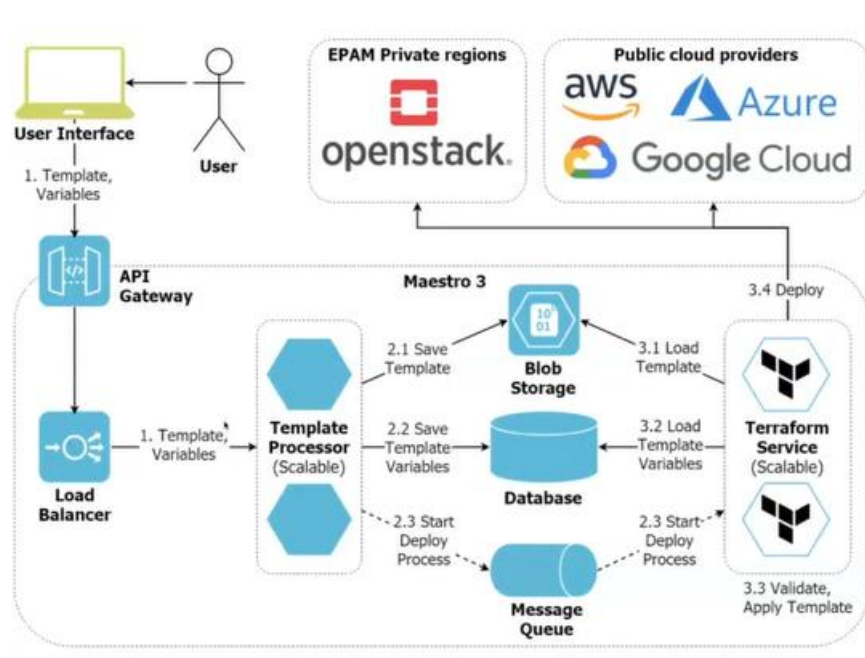 EPAM Private regions
openstack.
Public cloud providers
aws
Azure
Google Cloud
User Interface
User
1. Template,
Variables
API
Gateway
Maestro 3
3.4 Deploy
10
01
2.1 Save
Template
Blob
Storage
3.1 Load
Template
Load
Balancer
1. Template,
Variables
Template
Processor
(Scalable)
2.2 Save
Template
Variables
Database
3.2 Load
Template
Variables
Terraform
Service
(Scalable)
2.3 Start
Deploy
Process
Message
Queue
2.3 Start
Deploy
Process
3.3 Validate,
Apply Template